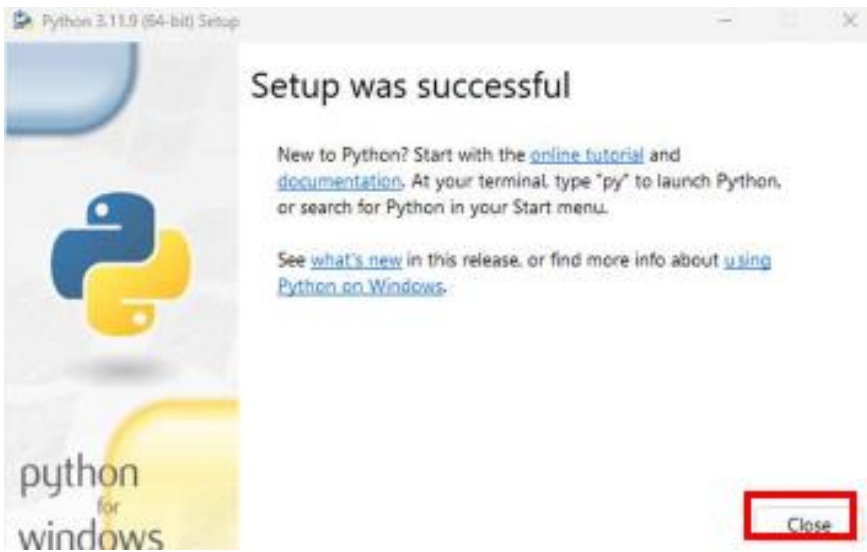 Python 3.11.9 (64-bit) Setup
Setup was successful
New to Python? Start with the online tutorial and
documentation. At your terminal, type "py" to launch Python,
or search for Python in your Start menu.
See what's new in this release, or find more info about using
Python on Windows.
python
for
windows
Close